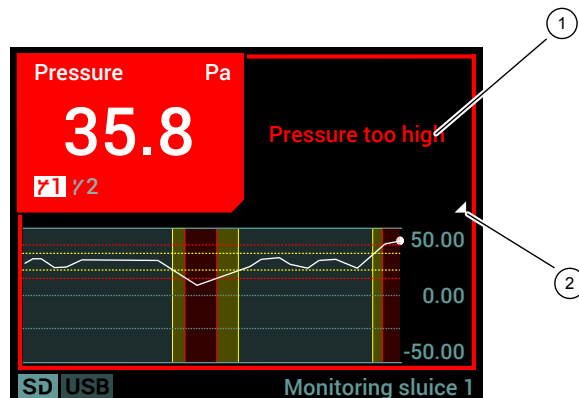 1
Pressure Pa
35.8
Pressure too high
1 2
2
50.00
0.00
-50.00
SD USB Monitoring sluice 1